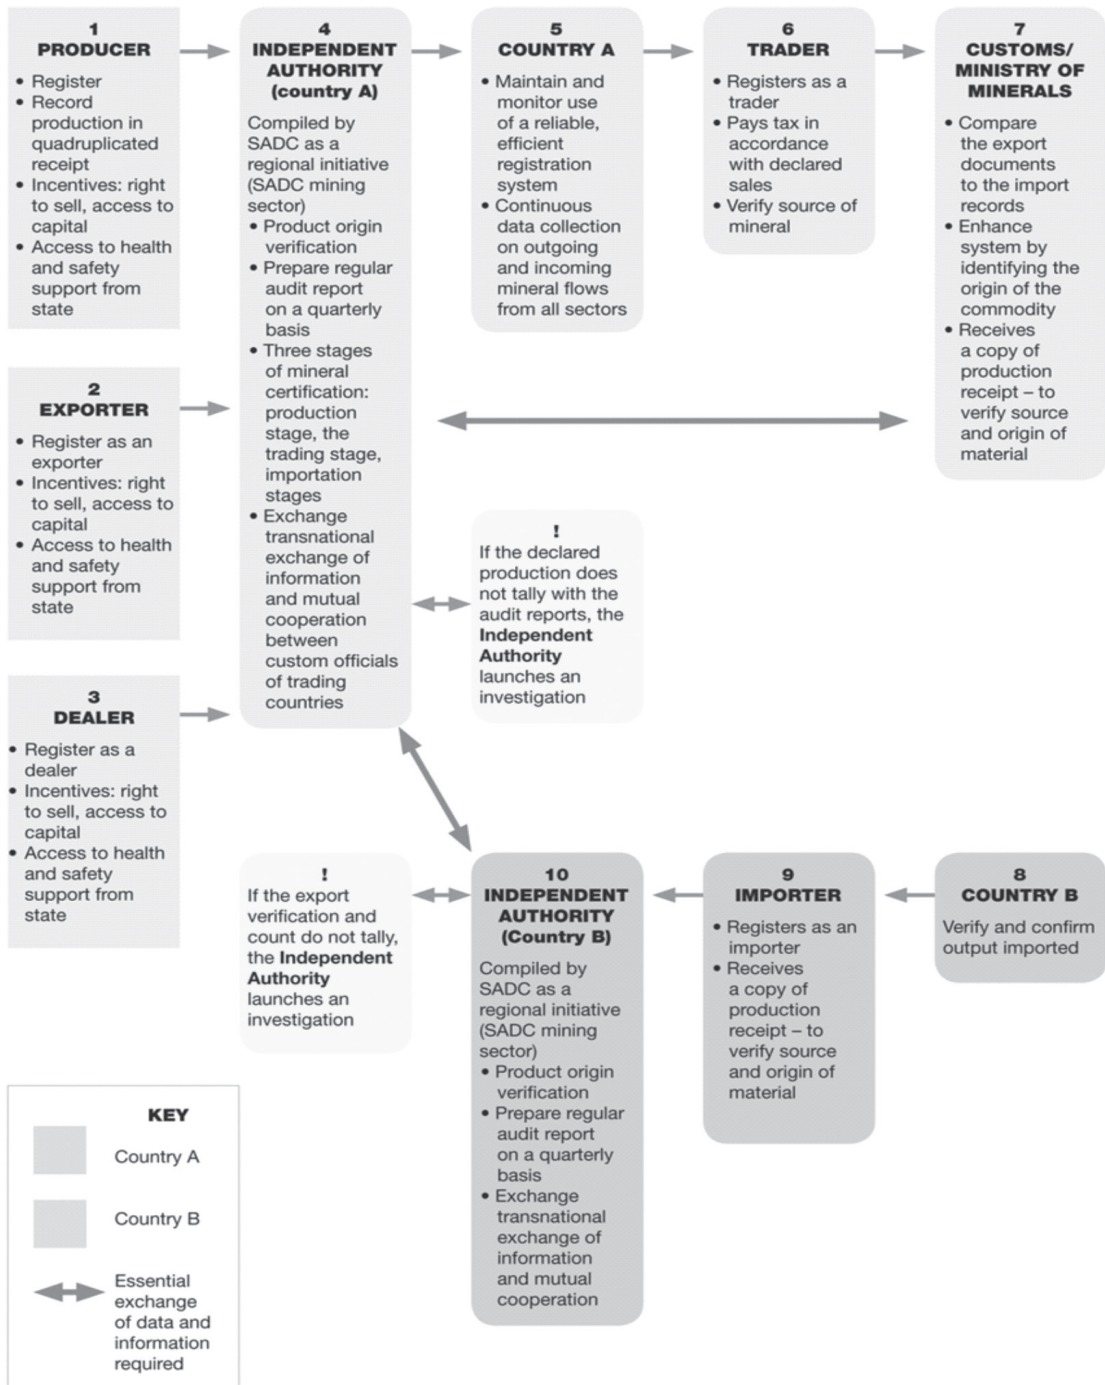 1
PRODUCER
• Register
• Record
production in
quadruplicated
receipt
• Incentives: right
to sell, access to
capital
• Access to health
and safety
support from
state
2
EXPORTER
• Register as an
exporter
• Incentives: right
to sell, access to
capital
• Access to health
and safety
support from
state
3
DEALER
• Register as a
dealer
• Incentives: right
to sell, access to
capital
• Access to health
and safety
support from
state
4
INDEPENDENT
AUTHORITY
(country A)
Compiled by
SADC as a
regional initiative
(SADC mining
sector)
• Product origin
verification
• Prepare regular
audit report
on a quarterly
basis
• Three stages
of mineral
certification:
production
stage, the
trading stage,
importation
stages
• Exchange
transnational
exchange of
information
and mutual
cooperation
between
custom officials
of trading
countries
5
COUNTRY A
• Maintain and
monitor use
of a reliable,
efficient
registration
system
• Continuous
data collection
on outgoing
and incoming
mineral flows
from all sectors
6
TRADER
• Registers as a
trader
• Pays tax in
accordance
with declared
sales
• Verify source of
mineral
7
CUSTOMS/
MINISTRY OF
MINERALS
• Compare
the export
documents
to the import
records
• Enhance
system by
identifying the
origin of the
commodity
• Receives
a copy of
production
receipt – to
verify source
and origin of
material
!
If the declared
production does
not tally with the
audit reports, the
Independent
Authority
launches an
investigation
8
COUNTRY B
Verify and confirm
output imported
9
IMPORTER
• Registers as an
importer
• Receives
a copy of
production
receipt – to
verify source
and origin of
material
10
INDEPENDENT
AUTHORITY
(Country B)
Compiled by
SADC as a
regional initiative
(SADC mining
sector)
• Product origin
verification
• Prepare regular
audit report
on a quarterly
basis
• Exchange
transnational
exchange of
information
and mutual
cooperation
!
If the export
verification and
count do not tally,
the Independent
Authority
launches an
investigation
KEY
Country A
Country B
Essential
exchange
of data and
information
required